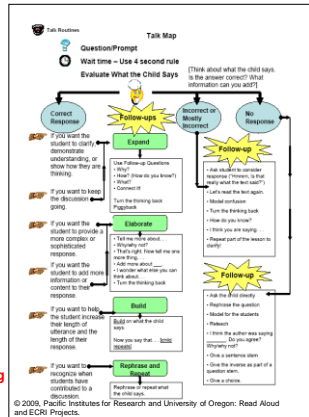 Talk Routines
Talk Map
Question/Prompt
Wait time – Use 4 second rule
Evaluate What the Child Says
[Think about what the child says.
Is the answer correct? What
information can you add?]
Correct
Response
Follow-ups
Incorrect or
Mostly
Incorrect
No
Response
If you want the
student to clarify,
demonstrate
understanding, or
show how they are
thinking.
If you want to keep
the discussion
going.
Expand
Use Follow-up Questions
• Why?
• How? (How do you know?)
• What?
• Connect it!
Turn the thinking back
Piggyback
Follow-up
• Ask student to consider
response ("Hmmm, is that
really what the text said?")
• Let's read the text again.
• Model confusion
• Turn the thinking back
• How do you know?
• I think you are saying. . .
• Repeat part of the lesson to
clarify!
If you want the
student to provide a
more complex or
sophisticated
response.
If you want the
student to add more
information or
content to their
response.
Elaborate
• Tell me more about. . .
• Why/why not?
• That's right. Now tell me one
more thing. . .
• Add more about
• I wonder what else you can
think about.
• Turn the thinking back
If you want to help
the student increase
their length of
utterance and the
length of their
response.
Build
Build on what the child
says.
Now you say that. . . (child
repeats)
Follow-up
• Ask the child directly
• Rephrase the question
• Model for the students
• Reteach
• I think the author was saying
Do you agree?
Why/why not?
• Give a sentence stem
• Give the inverse as part of a
question stem.
• Give a choice.
If you want to
recognize when
students have
contributed to a
discussion.
Rephrase and
Repeat
Rephrase or repeat what
the child says.
g
© 2009, Pacific Institutes for Research and University of Oregon: Read Aloud
and ECRI Projects.